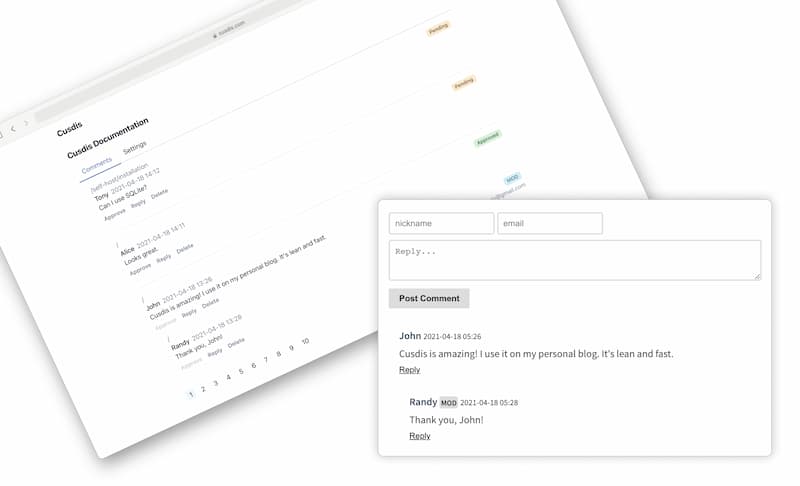 cusdis.com
Cusdis
Cusdis Documentation
Comments Settings
/self-host/installation
Tony 2021-04-18 14:12
Can I use SQLite?
Approve Reply Delete
Pending
/
Alice 2021-04-18 14:11
Looks great.
Approve Reply Delete
Pending
/
John 2021-04-18 13:26
Cusdis is amazing! I use it on my personal blog. It's lean and fast.
Approve Reply Delete
Approved
/
Randy 2021-04-18 13:29
Thank you, John!
Approve Reply Delete
MOD
@gmail.com
1 2 3 4 5 6 7 8 9 10
nickname email
Reply...
Post Comment
John 2021-04-18 05:26
Cusdis is amazing! I use it on my personal blog. It's lean and fast.
Reply
Randy MOD 2021-04-18 05:28
Thank you, John!
Reply